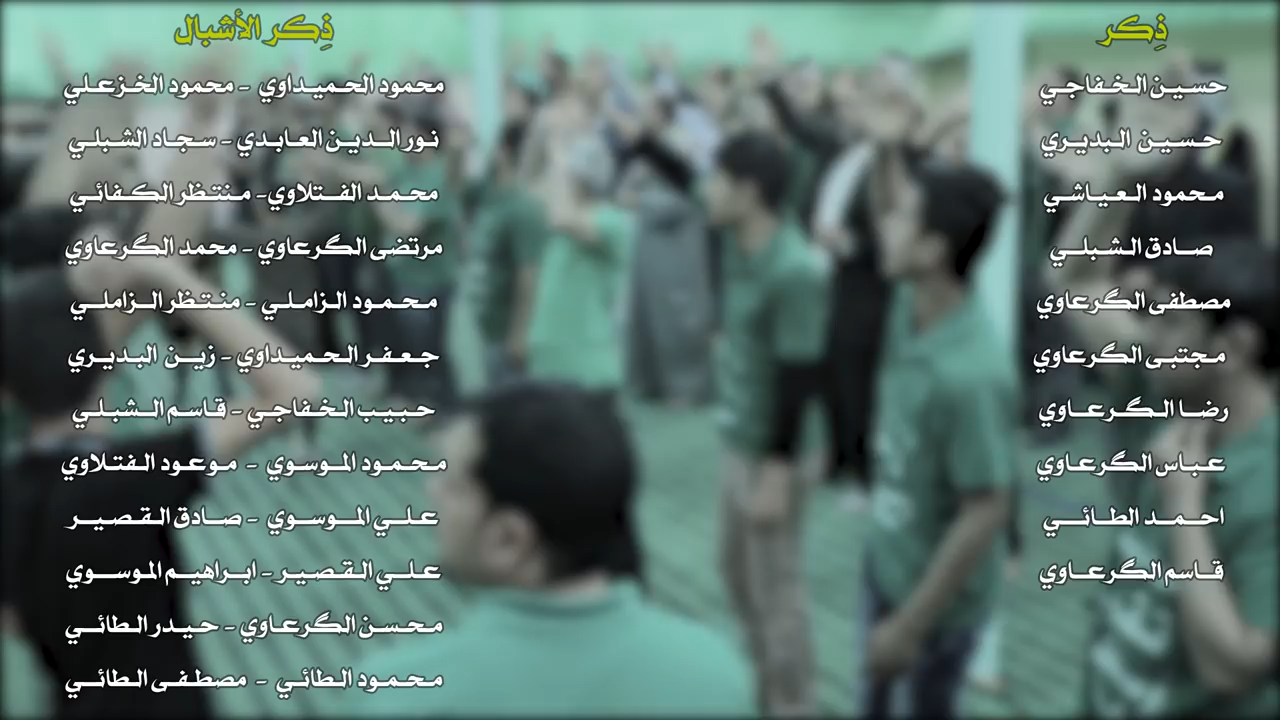 ذِكر
حسين الخفاجي
حسين البديري
محمود العياشي
صادق الشبلي
مصطفى الگرعاوي
مجتبى الگرعاوي
رضا الگرعاوي
عباس الگرعاوي
احمد الطائي
قاسم الگرعاوي
ذِكر الأشبال
محمود الحميداوي - محمود الخزعلي
نور الدين العابدي - سجاد الشبلي
محمد الفتلاوي- منتظر الكفائي
مرتضى الگرعاوي - محمد الگرعاوي
محمود الزاملي - منتظر الزاملي
جعفر الحميداوي - زين البديري
حبيب الخفاجي - قاسم الشبلي
محمود الموسوي - موعود الفتلاوي
علي الموسوي - صادق القصير
علي القصير - ابراهيم الموسوي
محسن الگرعاوي - حيدر الطائي
محمود الطائي - مصطفى الطائي